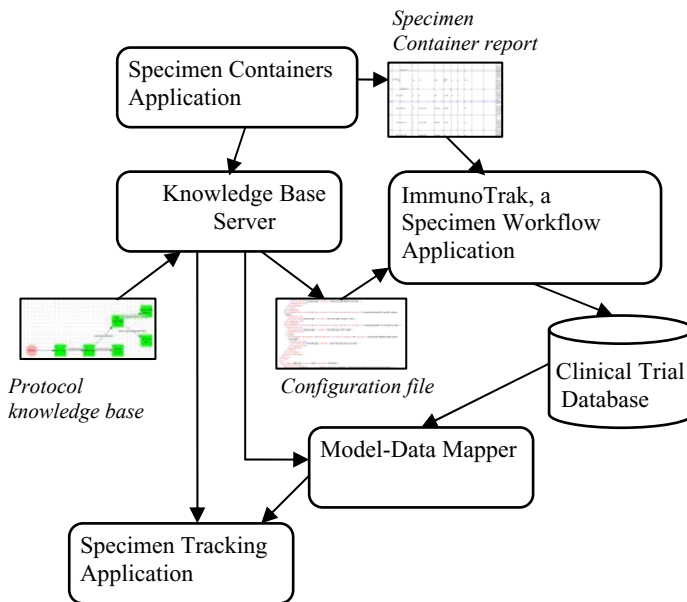 Specimen
Container report
Specimen Containers
Application
Knowledge Base
Server
ImmunoTrak, a
Specimen Workflow
Application
Protocol
knowledge base
Configuration file
Clinical Trial
Database
Model-Data Mapper
Specimen Tracking
Application